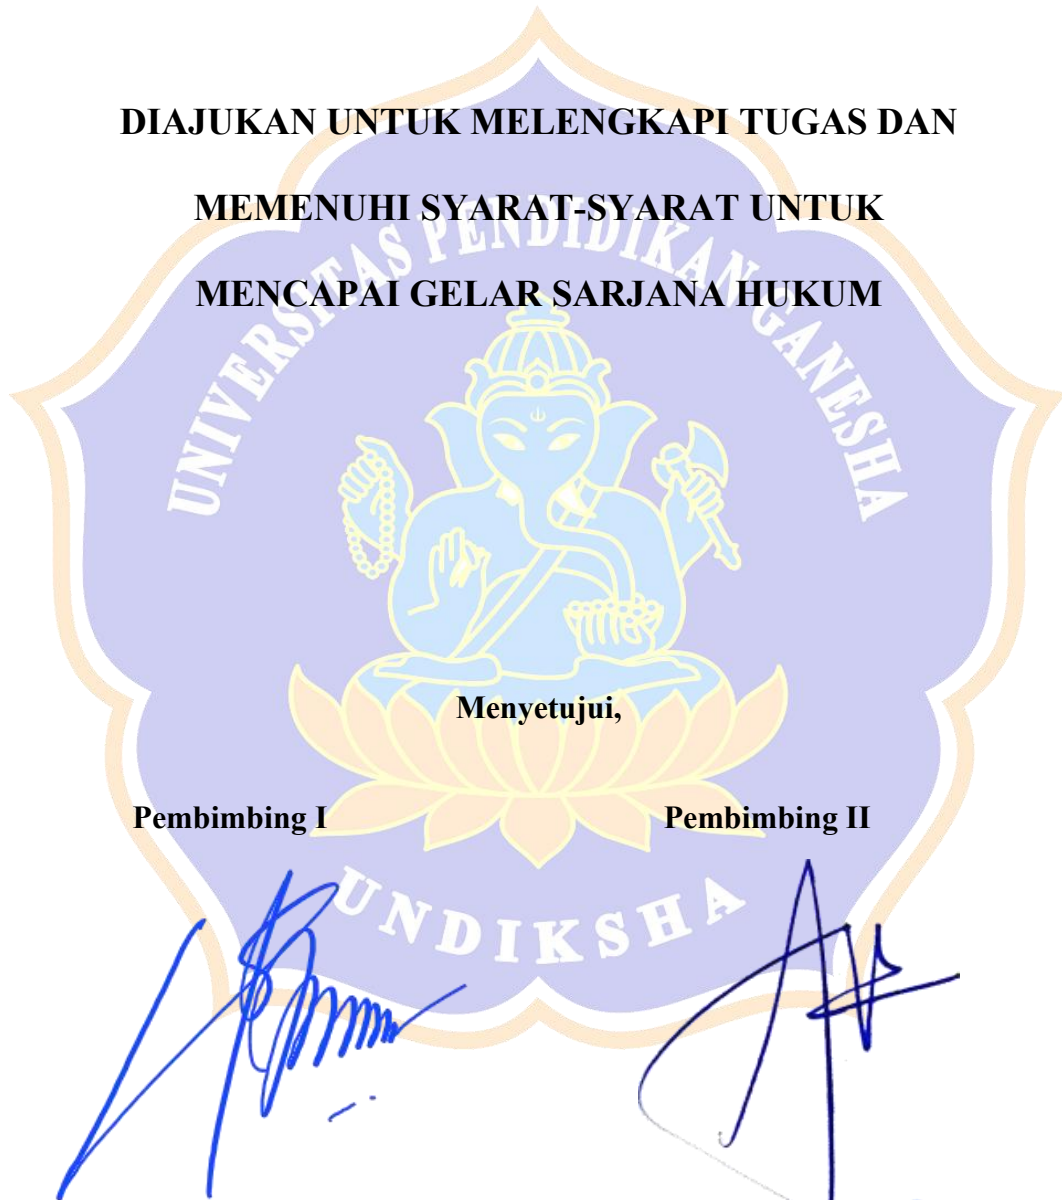 DIAJUKAN UNTUK MELENGKAPI TUGAS DAN
MEMENUHI SYARAT-SYARAT UNTUK
MENCAPAI GELAR SARJANA HUKUM
UNIVERSITAS PENDIDIKAN GANESHA
Menyetujui,
Pembimbing I Pembimbing II
UNDIKSHA